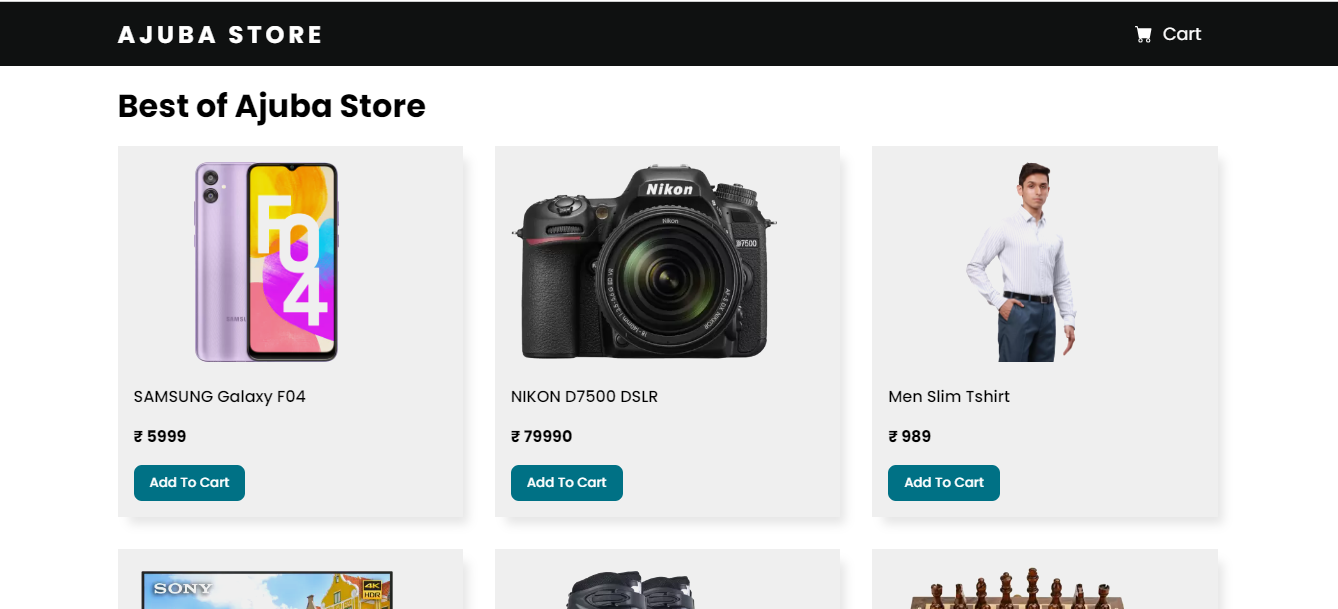 AJUBA STORE
Cart
Best of Ajuba Store
F04
SAMSUNG Galaxy F04
₹ 5999
Add To Cart
Nikon
Nikon
D7500
NIKON D7500 DSLR
₹ 79990
Add To Cart
Men Slim Tshirt
₹ 989
Add To Cart
SONY
4K
HDR